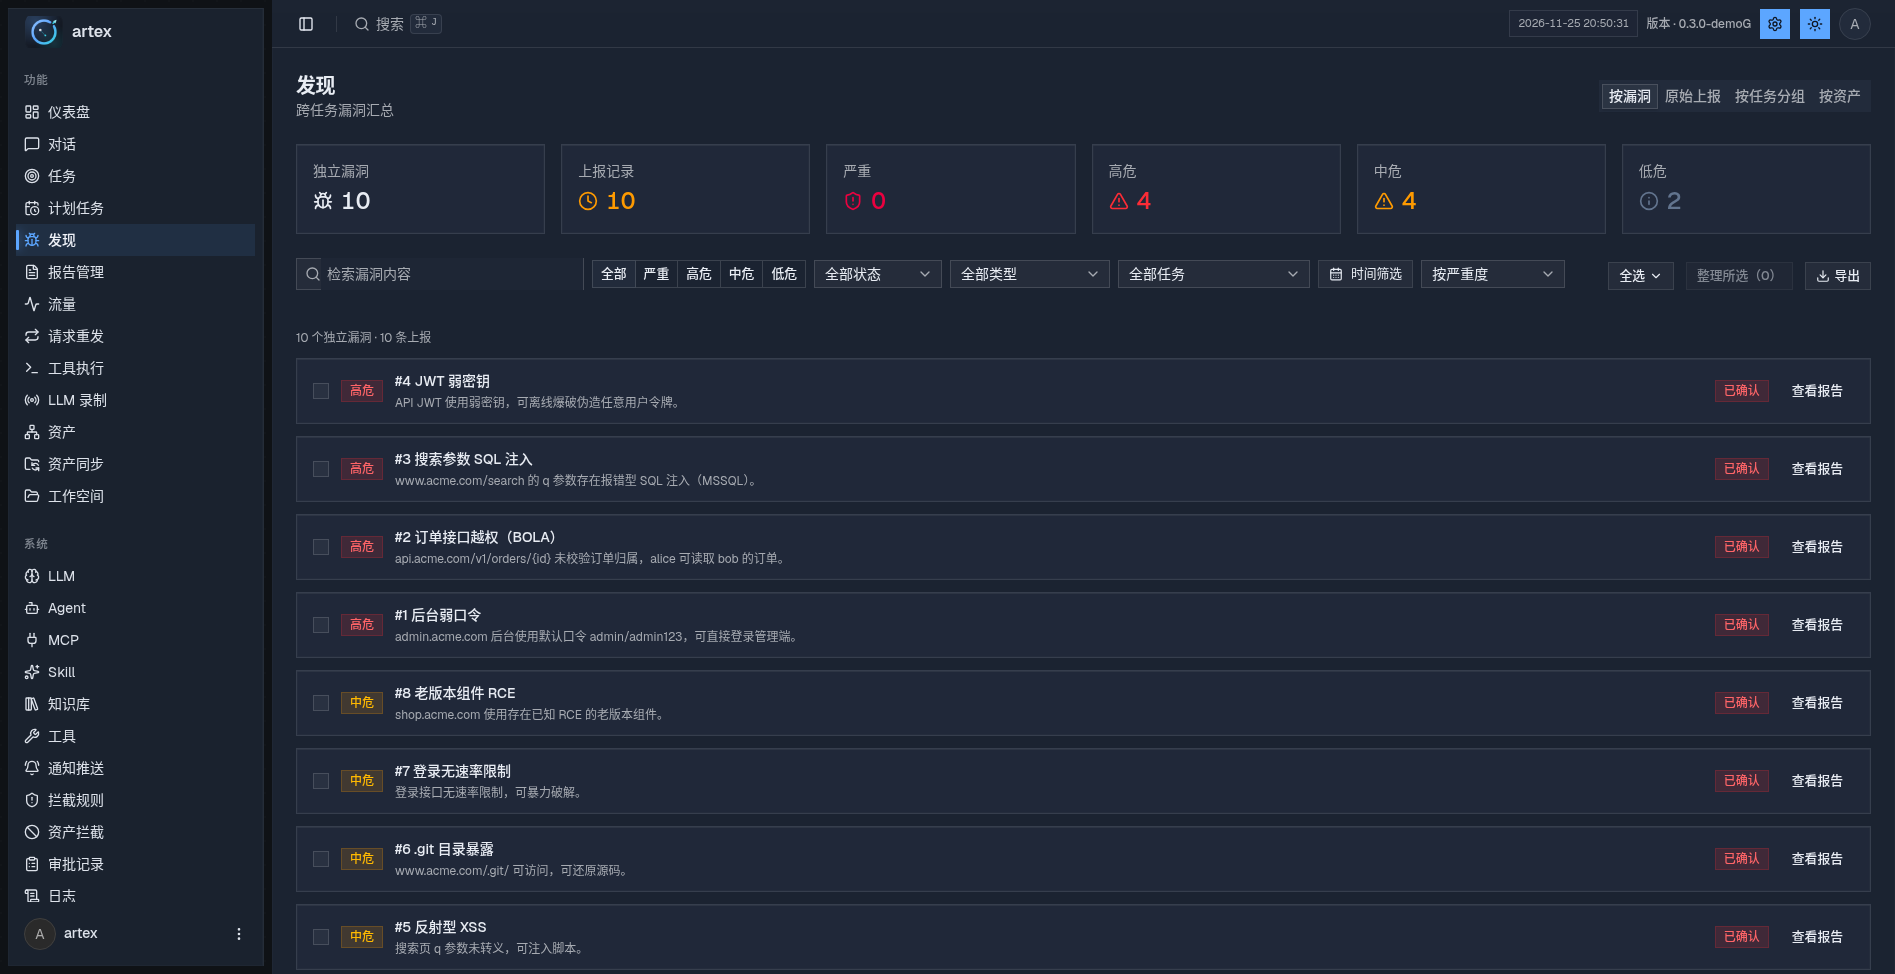 artex
功能
仪表盘
对话
任务
计划任务
发现
报告管理
流量
请求重发
工具执行
LLM 录制
资产
资产同步
工作空间
系统
LLM
Agent
MCP
Skill
知识库
工具
通知推送
拦截规则
资产拦截
审批记录
日志
A artex
搜索 ⌘ J
2026-11-25 20:50:31 版本 · 0.3.0-demoG A
发现
跨任务漏洞汇总
按漏洞 原始上报 按任务分组 按资产
独立漏洞
10
上报记录
10
严重
0
高危
4
中危
4
低危
2
检索漏洞内容 全部 严重 高危 中危 低危 全部状态 全部类型 全部任务 时间筛选 按严重度 全选 整理所选（0） 导出
10 个独立漏洞 · 10 条上报
高危 #4 JWT 弱密钥 已确认 查看报告
API JWT 使用弱密钥，可离线爆破伪造任意用户令牌。
高危 #3 搜索参数 SQL 注入 已确认 查看报告
www.acme.com/search 的 q 参数存在报错型 SQL 注入（MSSQL）。
高危 #2 订单接口越权（BOLA） 已确认 查看报告
api.acme.com/v1/orders/{id} 未校验订单归属，alice 可读取 bob 的订单。
高危 #1 后台弱口令 已确认 查看报告
admin.acme.com 后台使用默认口令 admin/admin123，可直接登录管理端。
中危 #8 老版本组件 RCE 已确认 查看报告
shop.acme.com 使用存在已知 RCE 的老版本组件。
中危 #7 登录无速率限制 已确认 查看报告
登录接口无速率限制，可暴力破解。
中危 #6 .git 目录暴露 已确认 查看报告
www.acme.com/.git/ 可访问，可还原源码。
中危 #5 反射型 XSS 已确认 查看报告
搜索页 q 参数未转义，可注入脚本。